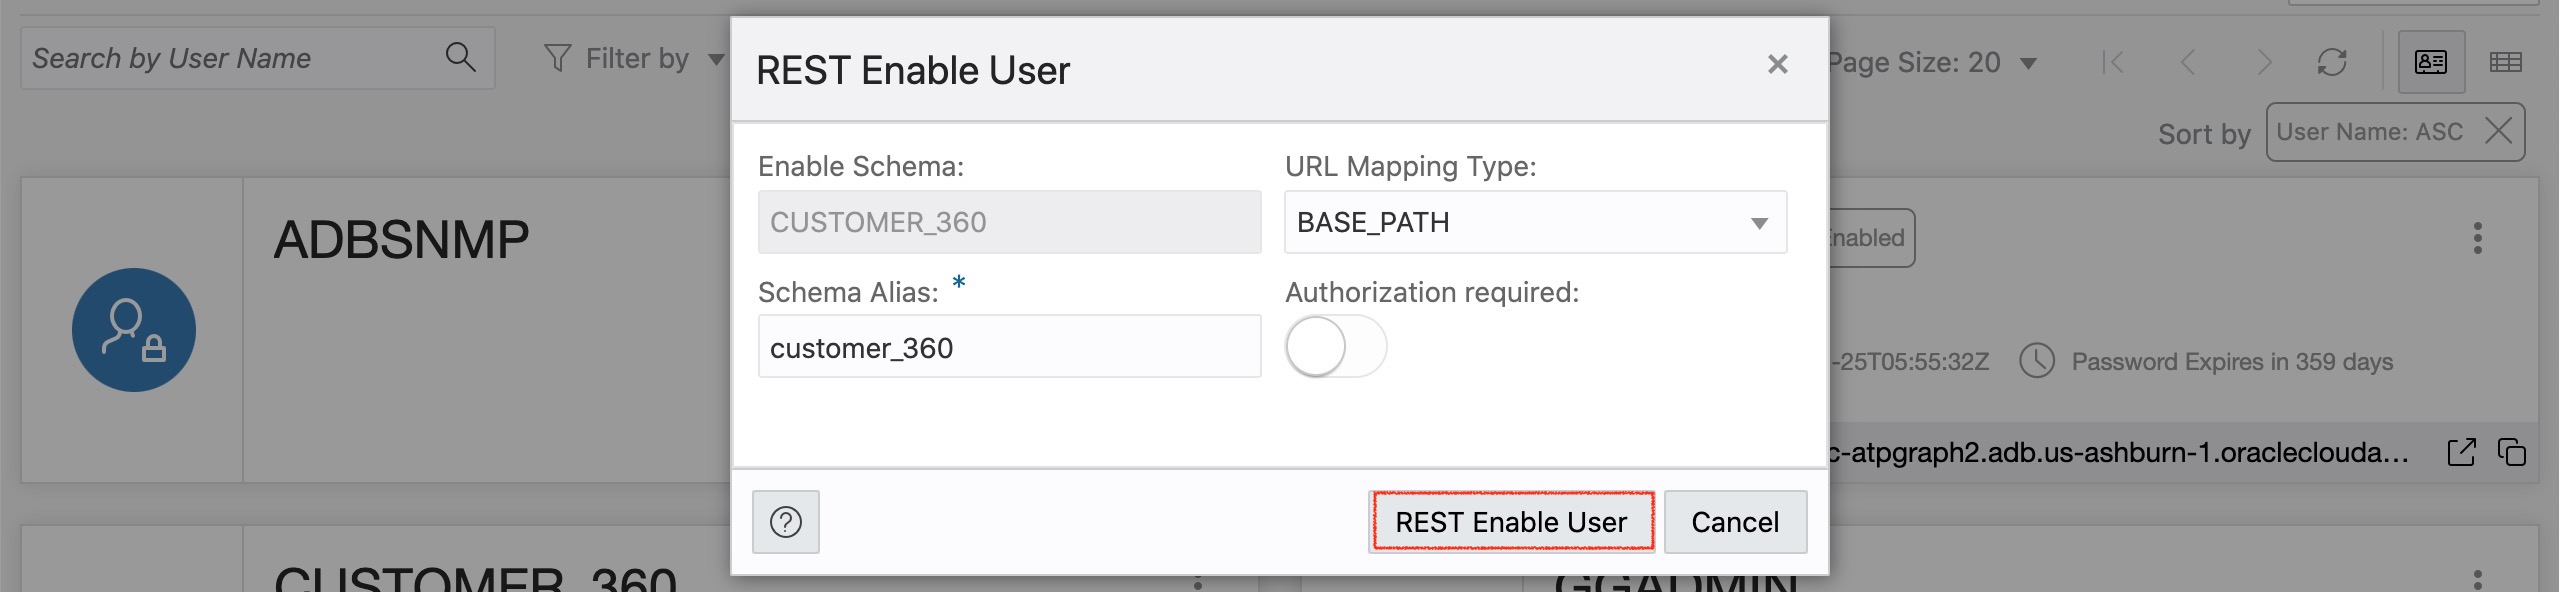 Search by User Name
Filter by
REST Enable User
Page Size: 20
Sort by
User Name: ASC
Enable Schema:
URL Mapping Type:
CUSTOMER_360
BASE_PATH
ADBSNMP
Enabled
Schema Alias: *
Authorization required:
customer_360
-25T05:55:32Z
Password Expires in 359 days
c-atpgraph2.adb.us-ashburn-1.oracleclouda...
REST Enable User
Cancel
CUSTOMER_360
GGADMIN